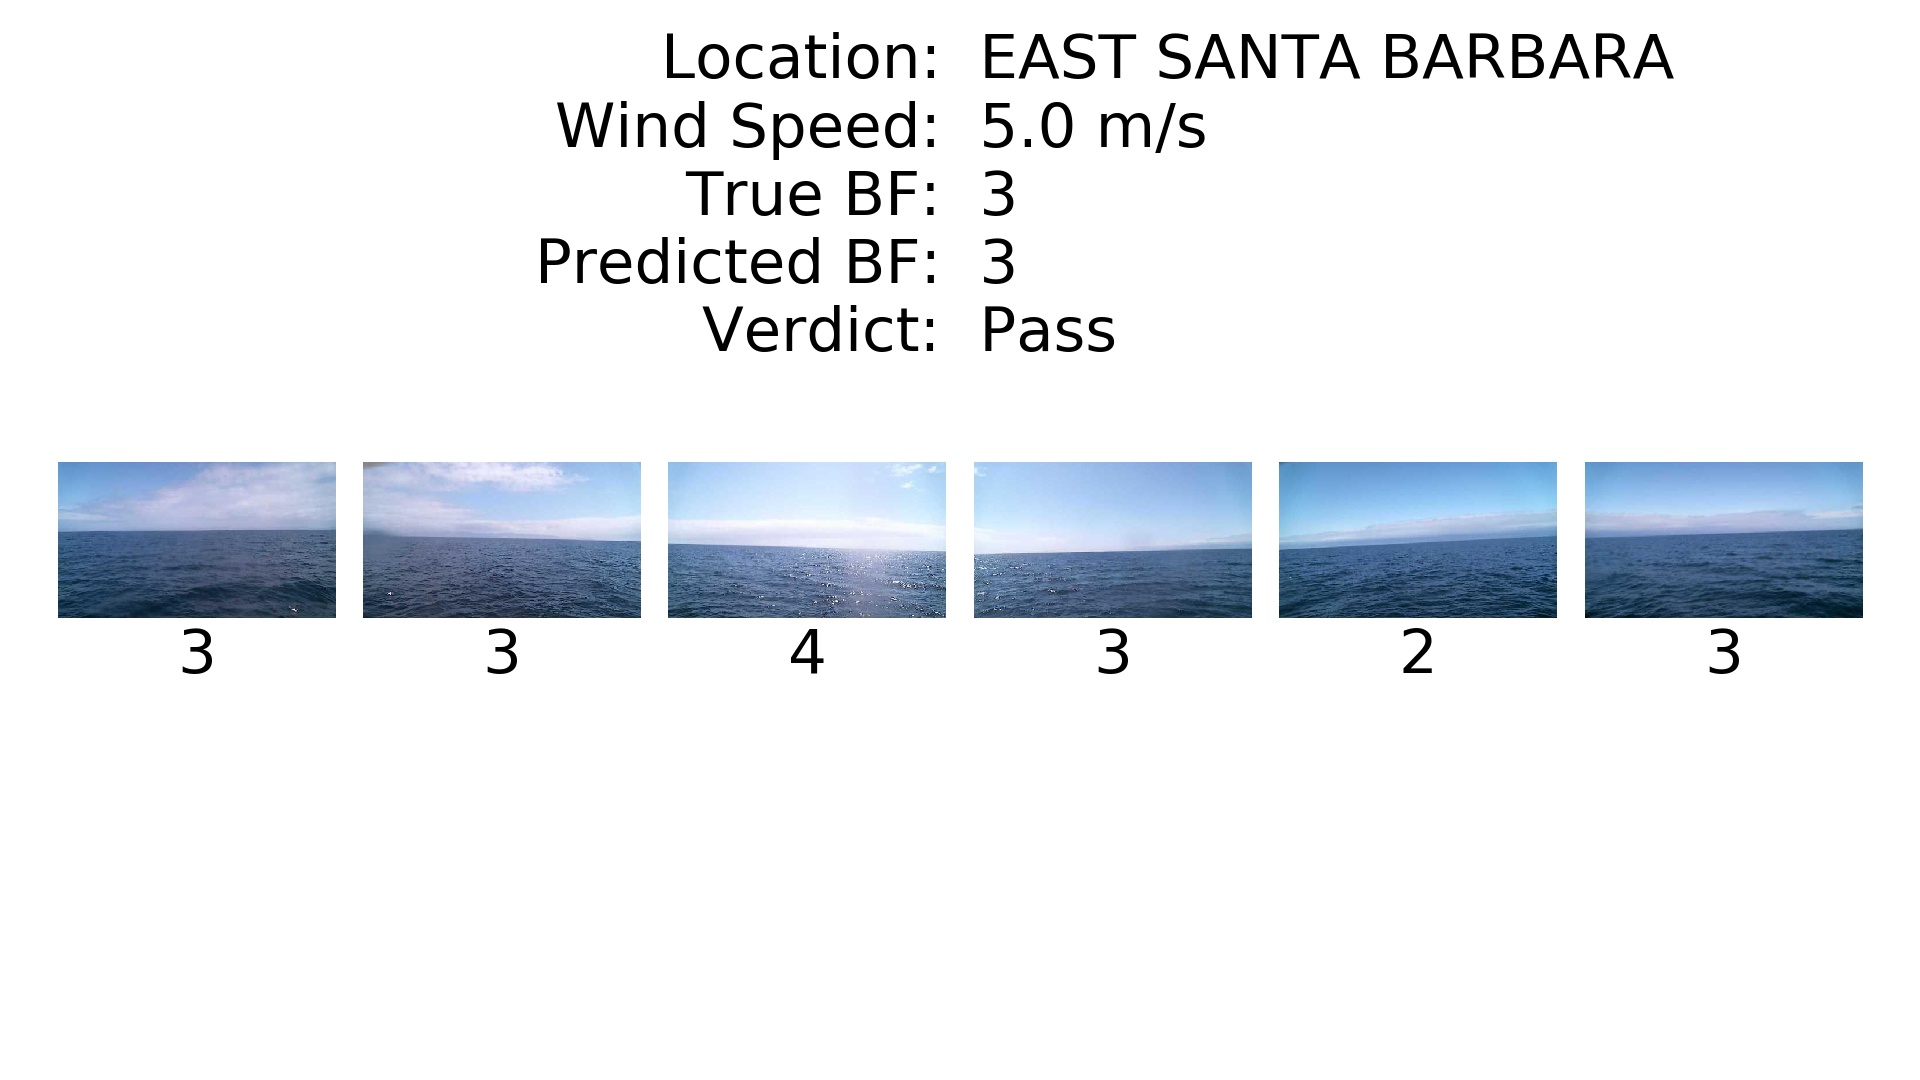 Location: EAST SANTA BARBARA
Wind Speed: 5.0 m/s
True BF: 3
Predicted BF: 3
Verdict: Pass
3 3 4 3 2 3